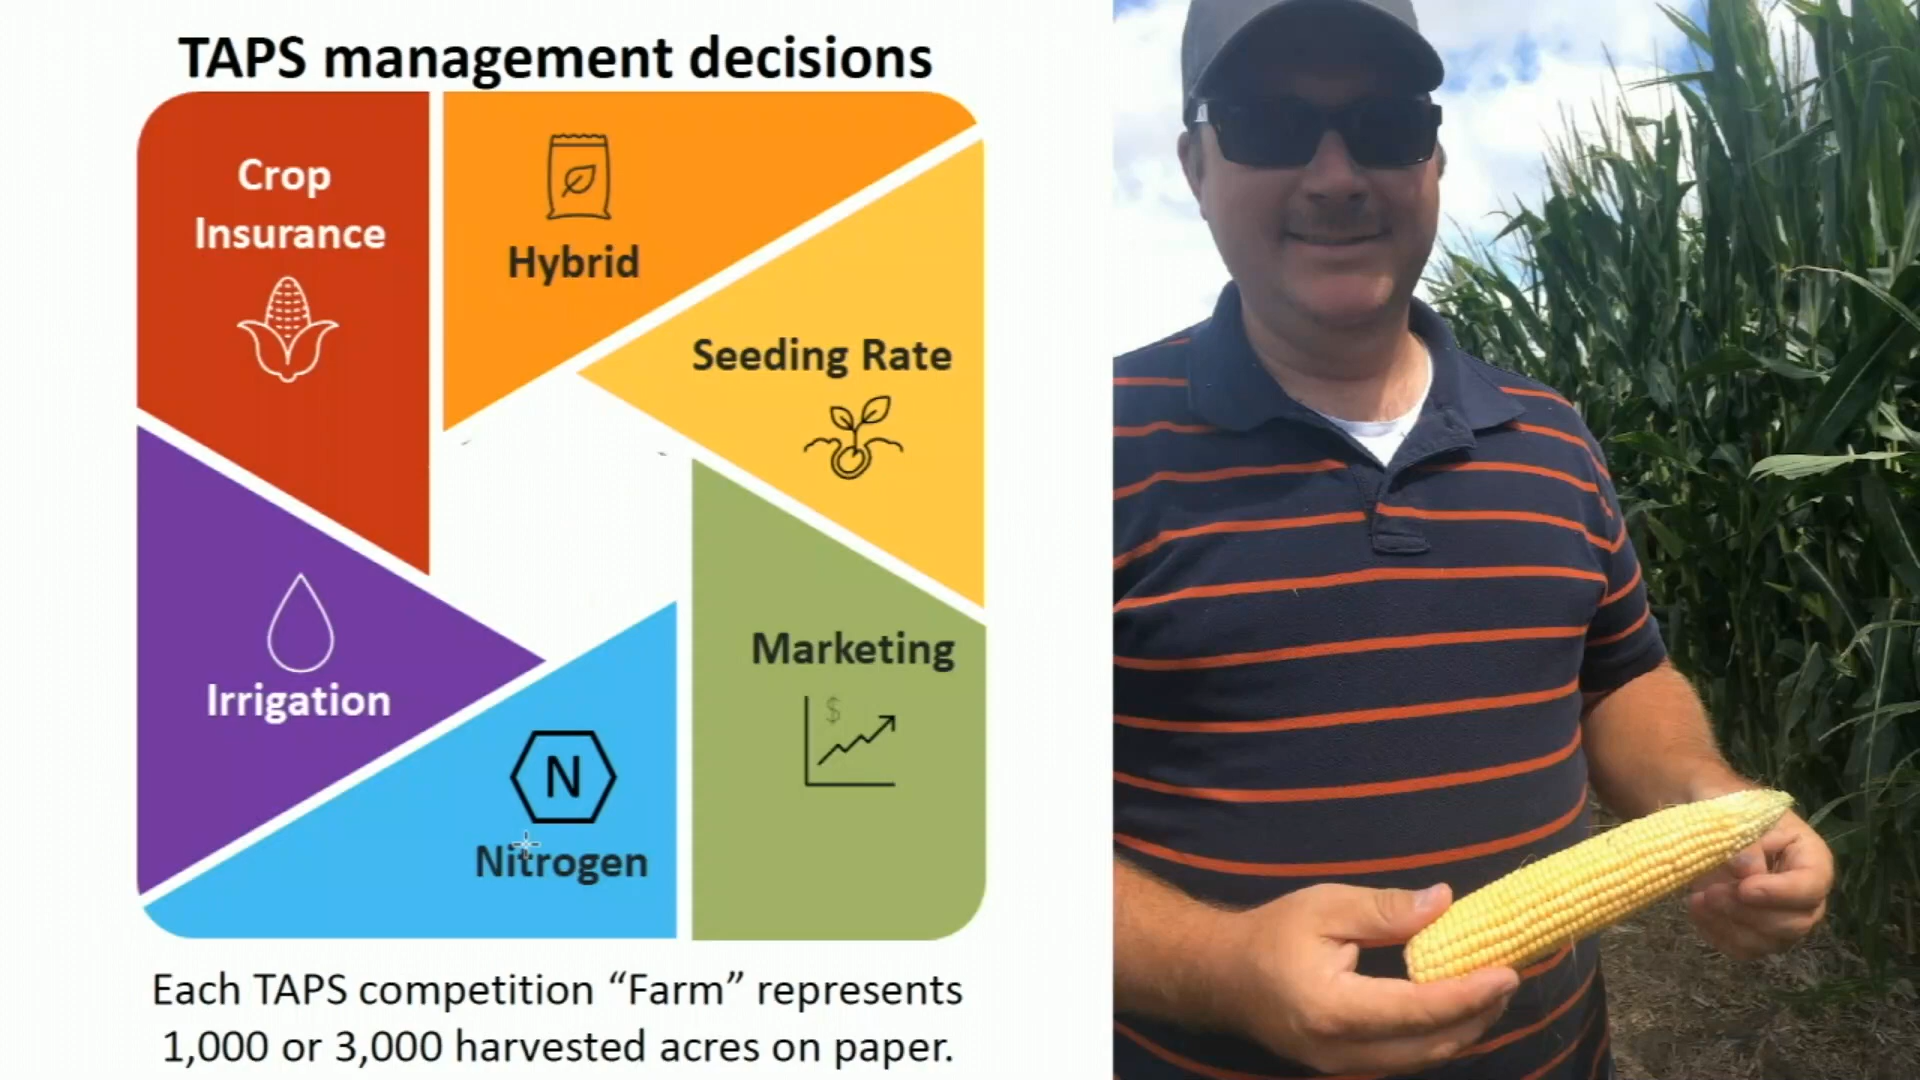 TAPS management decisions
Crop
Insurance
Hybrid
Seeding Rate
Irrigation
N
Nitrogen
Marketing
$
Each TAPS competition “Farm” represents
1,000 or 3,000 harvested acres on paper.